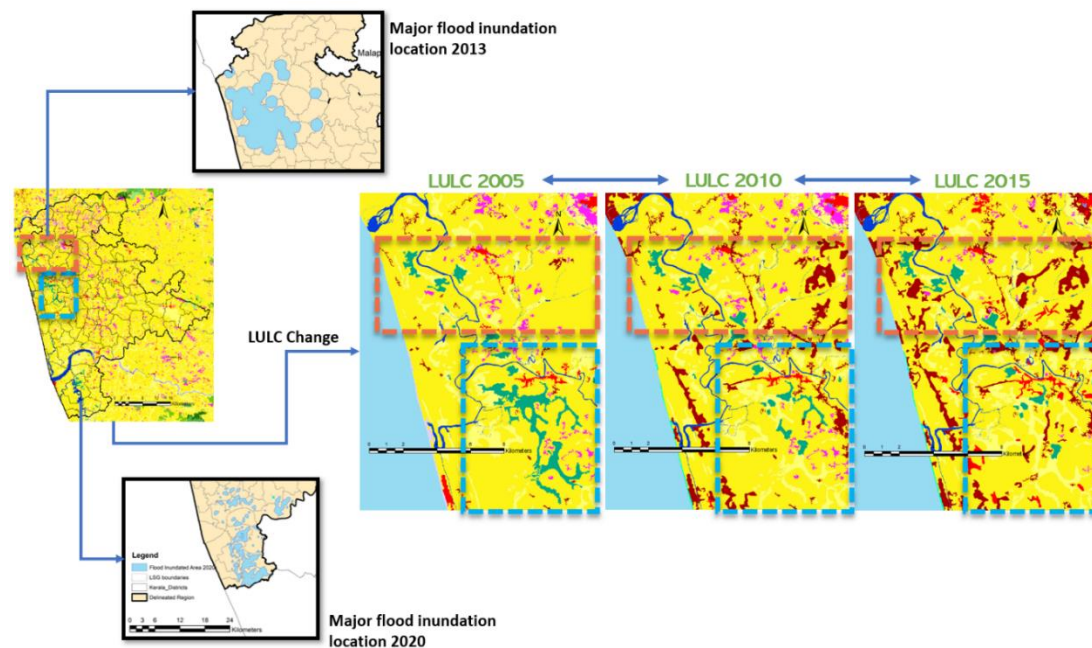 Major flood inundation
location 2013
Malap
N
LULC 2005
LULC 2010
LULC 2015
N
N
N
LULC Change
Kilometers
Kilometers
Kilometers
Legend
Flood Inundated Area 2020
LSG boundaries
Kerala_Districts
Delineated Region
0 3 6 12 18 24
Kilometers
Major flood inundation
location 2020